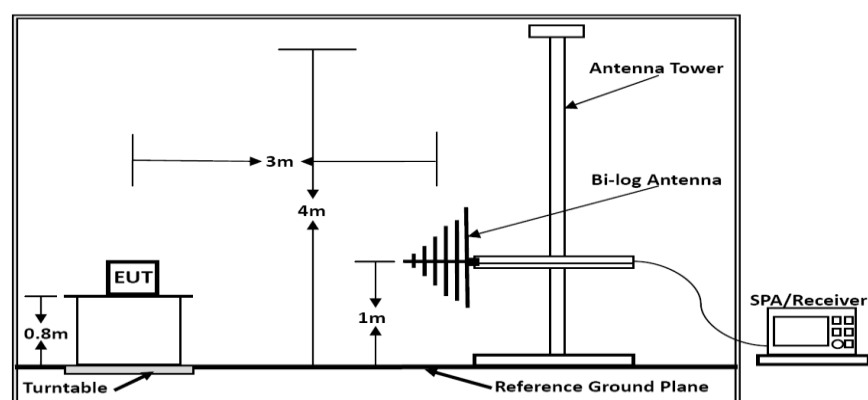 Antenna Tower
3m
Bi-log Antenna
4m
EUT
SPA/Receiver
0.8m
1m
Turntable
Reference Ground Plane